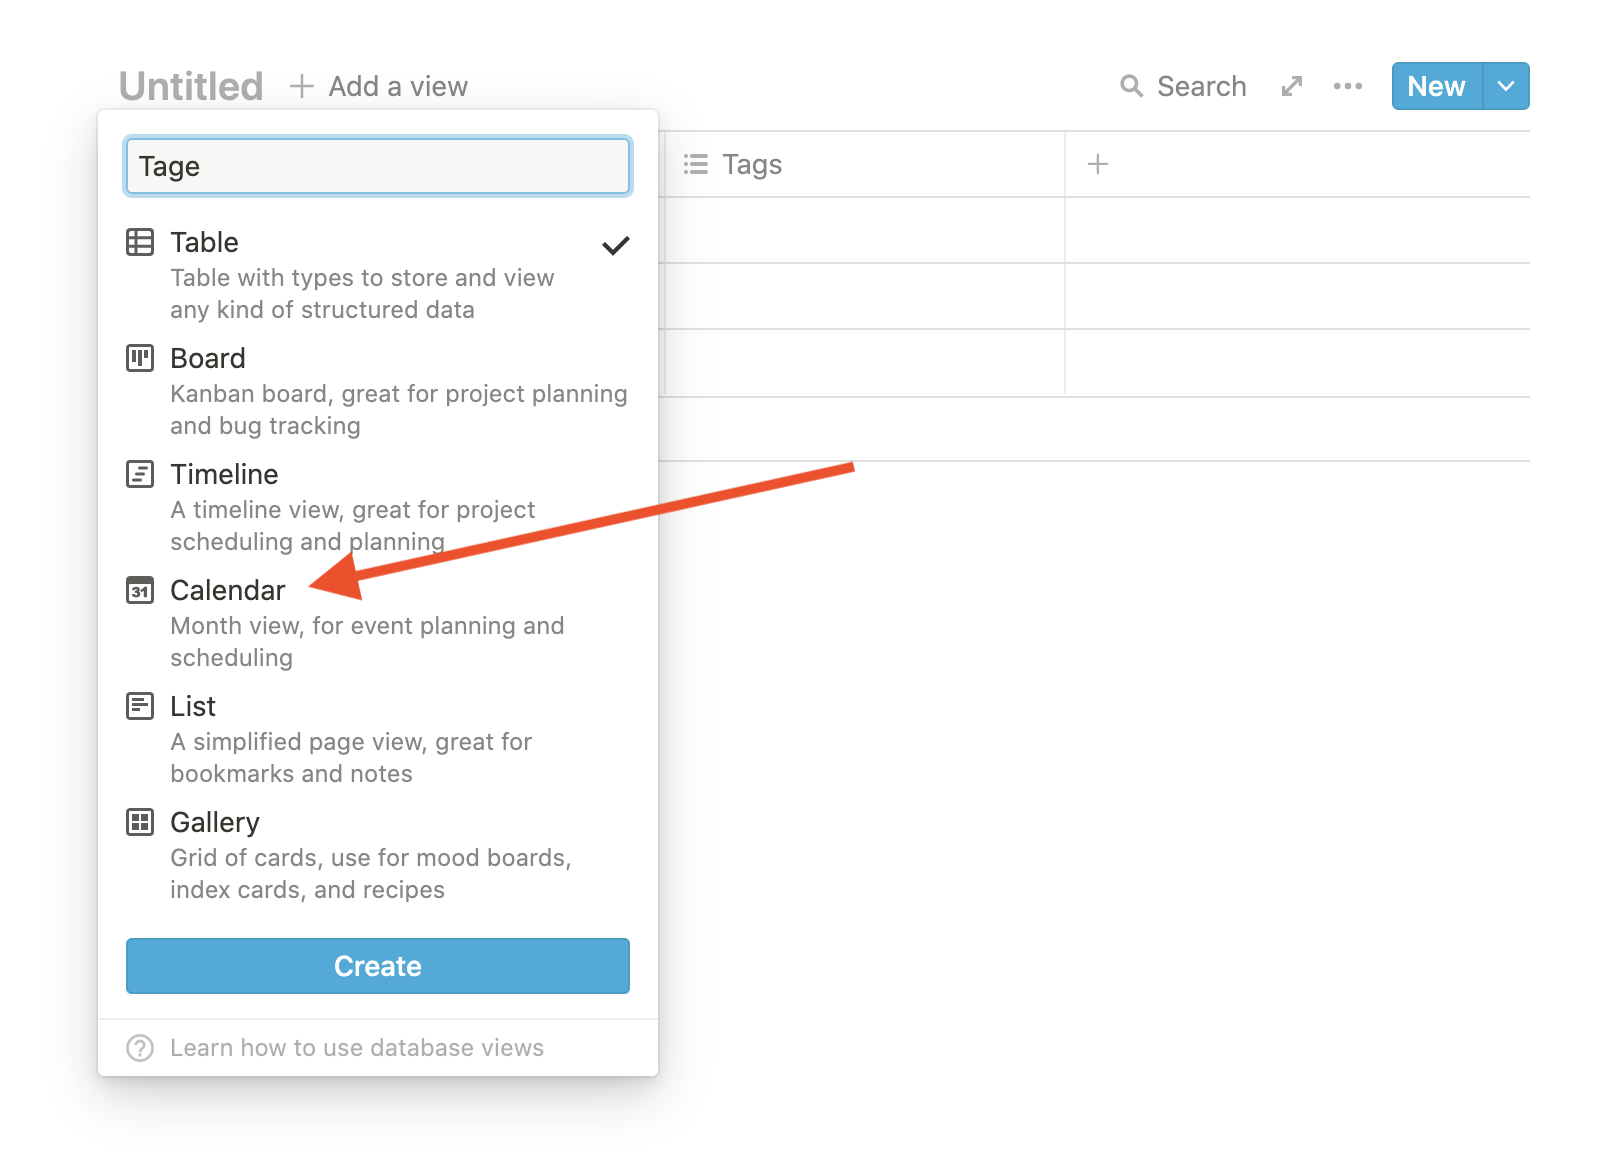 Untitled + Add a view Search New
Tage
Tags +
Table
Table with types to store and view
any kind of structured data
Board
Kanban board, great for project planning
and bug tracking
Timeline
A timeline view, great for project
scheduling and planning
31 Calendar
Month view, for event planning and
scheduling
List
A simplified page view, great for
bookmarks and notes
Gallery
Grid of cards, use for mood boards,
index cards, and recipes
Create
? Learn how to use database views